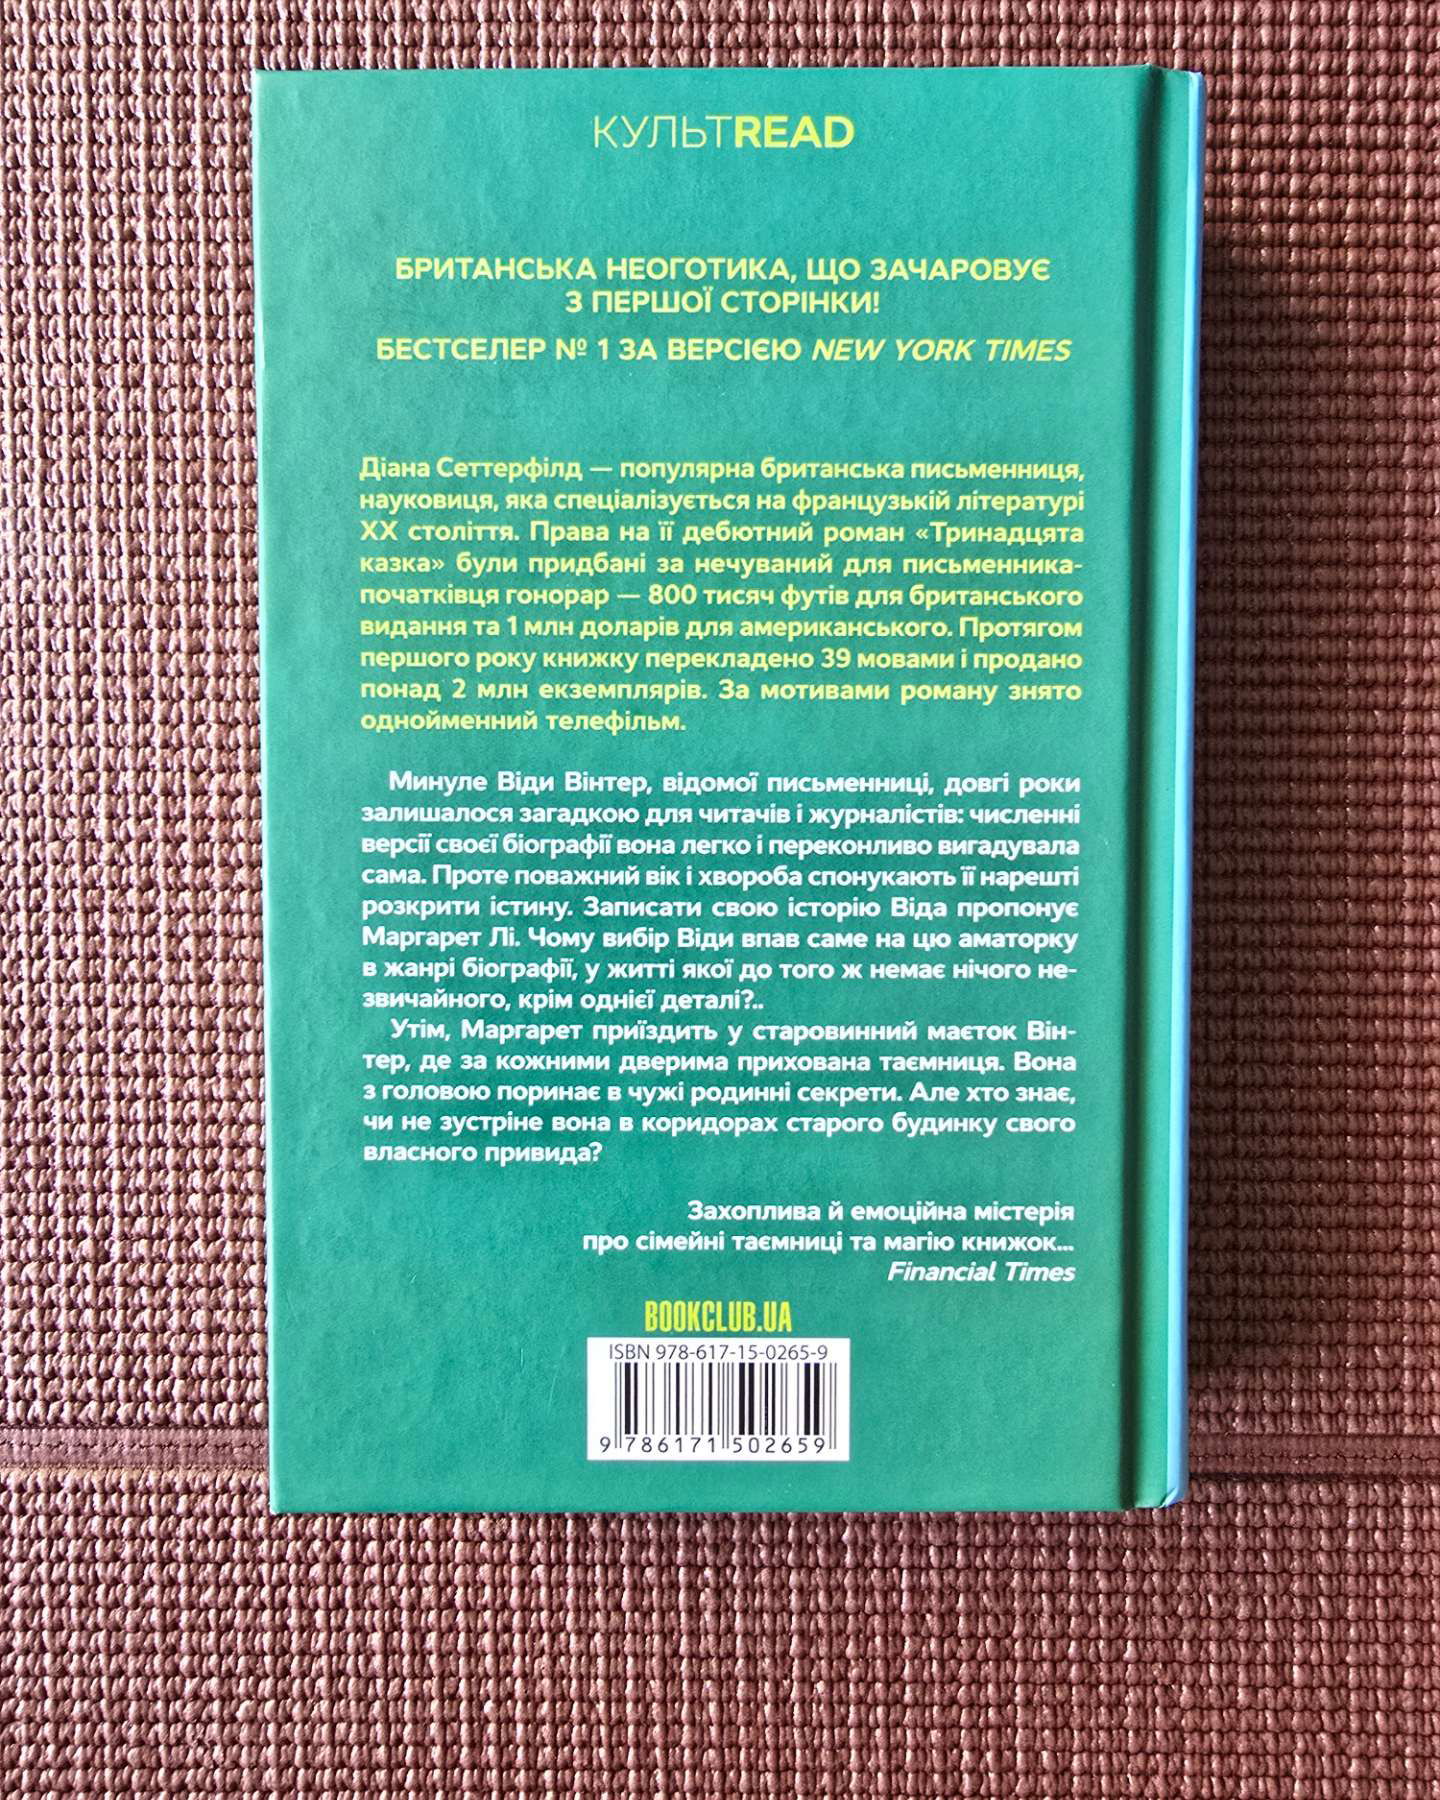 КУЛЬТREAD
БРИТАНСЬКА НЕОГОТИКА, ЩО ЗАЧАРОВУЄ
З ПЕРШОЇ СТОРІНКИ!
БЕСТСЕЛЕР № 1 ЗА ВЕРСІЄЮ NEW YORK TIMES
Діана Сеттерфілд — популярна британська письменниця,
науковиця, яка спеціалізується на французькій літературі
XX століття. Права на її дебютний роман «Тринадцята
казка» були придбані за нечуваний для письменника-
початківця гонорар — 800 тисяч футів для британського
видання та 1 млн доларів для американського. Протягом
першого року книжку перекладено 39 мовами і продано
понад 2 млн екземплярів. За мотивами роману знято
однойменний телефільм.
Минуле Віди Вінтер, відомої письменниці, довгі роки
залишалося загадкою для читачів і журналістів: численні
версії своєї біографії вона легко і переконливо вигадувала
сама. Проте поважний вік і хвороба спонукають її нарешті
розкрити істину. Записати свою історію Віда пропонує
Маргарет Лі. Чому вибір Віди впав саме на цю аматорку
в жанрі біографії, у житті якої до того ж немає нічого не-
звичайного, крім однієї деталі?..
Утім, Маргарет приїздить у старовинний маєток Він-
тер, де за кожними дверима прихована таємниця. Вона
з головою поринає в чужі родинні секрети. Але хто знає,
чи не зустріне вона в коридорах старого будинку свого
власного привида?
Захоплива й емоційна містерія
про сімейні таємниці та магію книжок...
Financial Times
BOOKCLUB.UA
ISBN 978-617-15-0265-9
9 786171 502659